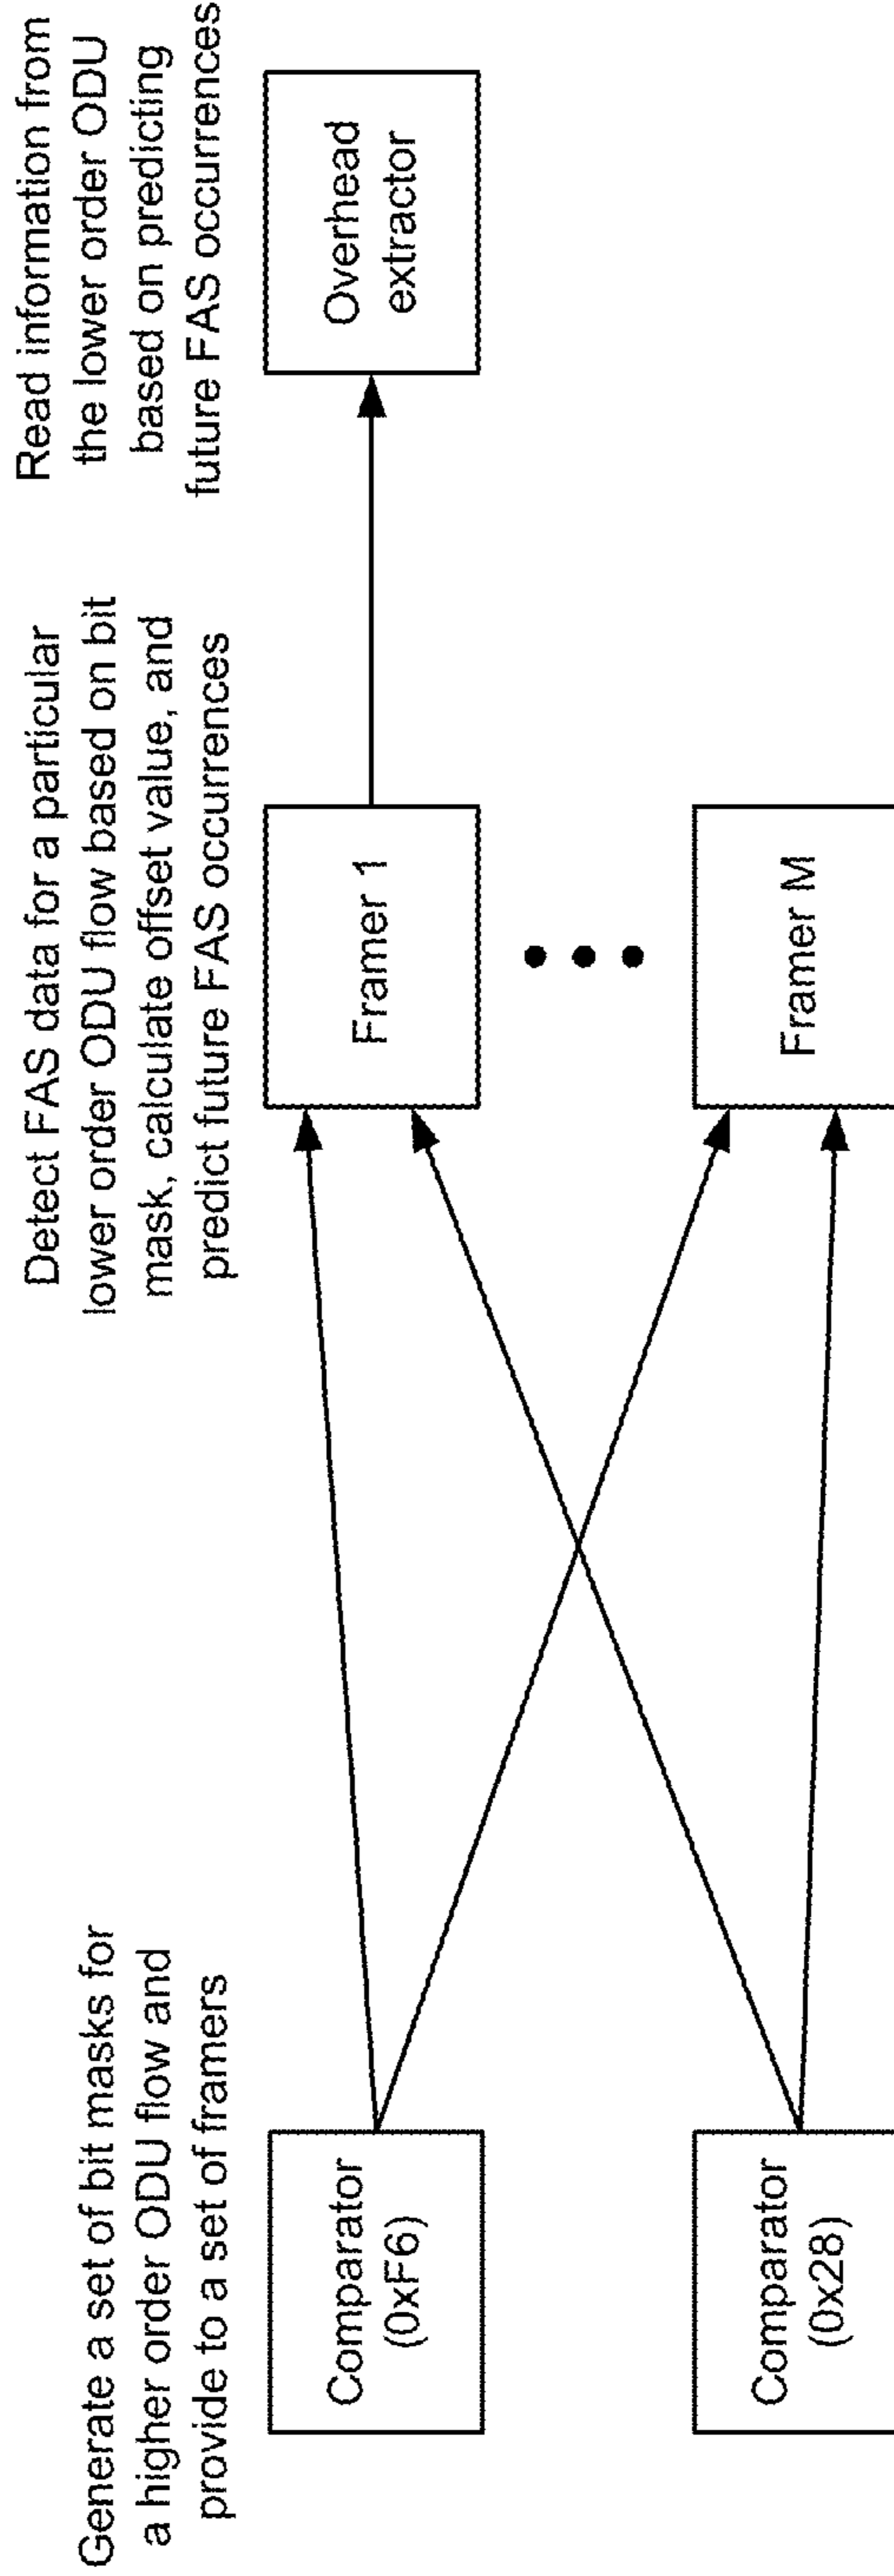 Generate a set of bit masks for
a higher order ODU flow and
provide to a set of framers
Detect FAS data for a particular
lower order ODU flow based on bit
mask, calculate offset value, and
predict future FAS occurrences
Read information from
the lower order ODU
based on predicting
future FAS occurrences
Comparator
(0xF6)
Framer 1
Overhead
extractor
Comparator
(0x28)
Framer M